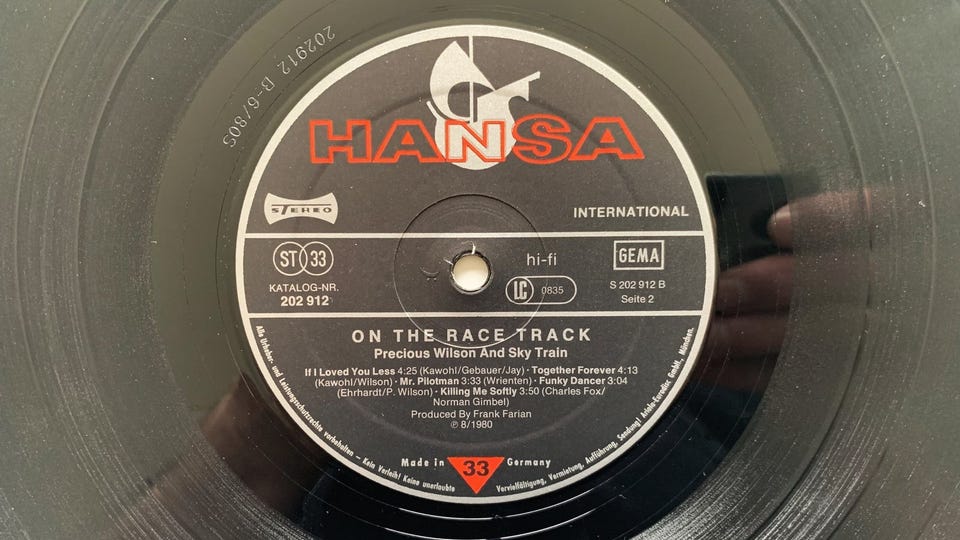 202912 B-6/80S
HANSA
STEREO
INTERNATIONAL
ST 33
hi-fi
GEMA
KATALOG-NR.
202 912
LC 0835
S 202 912 B
Seite 2
ON THE RACE TRACK
Precious Wilson And Sky Train
If I Loved You Less 4:25 (Kawohl/Gebauer/Jay) · Together Forever 4:13
(Kawohl/Wilson) · Mr. Pilotman 3:33 (Wrienten) · Funky Dancer 3:04
(Ehrhardt/P. Wilson) · Killing Me Softly 3:50 (Charles Fox/
Norman Gimbel)
Produced By Frank Farian
℗ 8/1980
Made in 33 Germany
Alle Urheber- und Leistungsschutzrechte vorbehalten – Kein Verleih! Keine unerlaubte Vervielfältigung, Vermietung, Aufführung, Sendung! Ariola-Eurodisc GmbH, München.